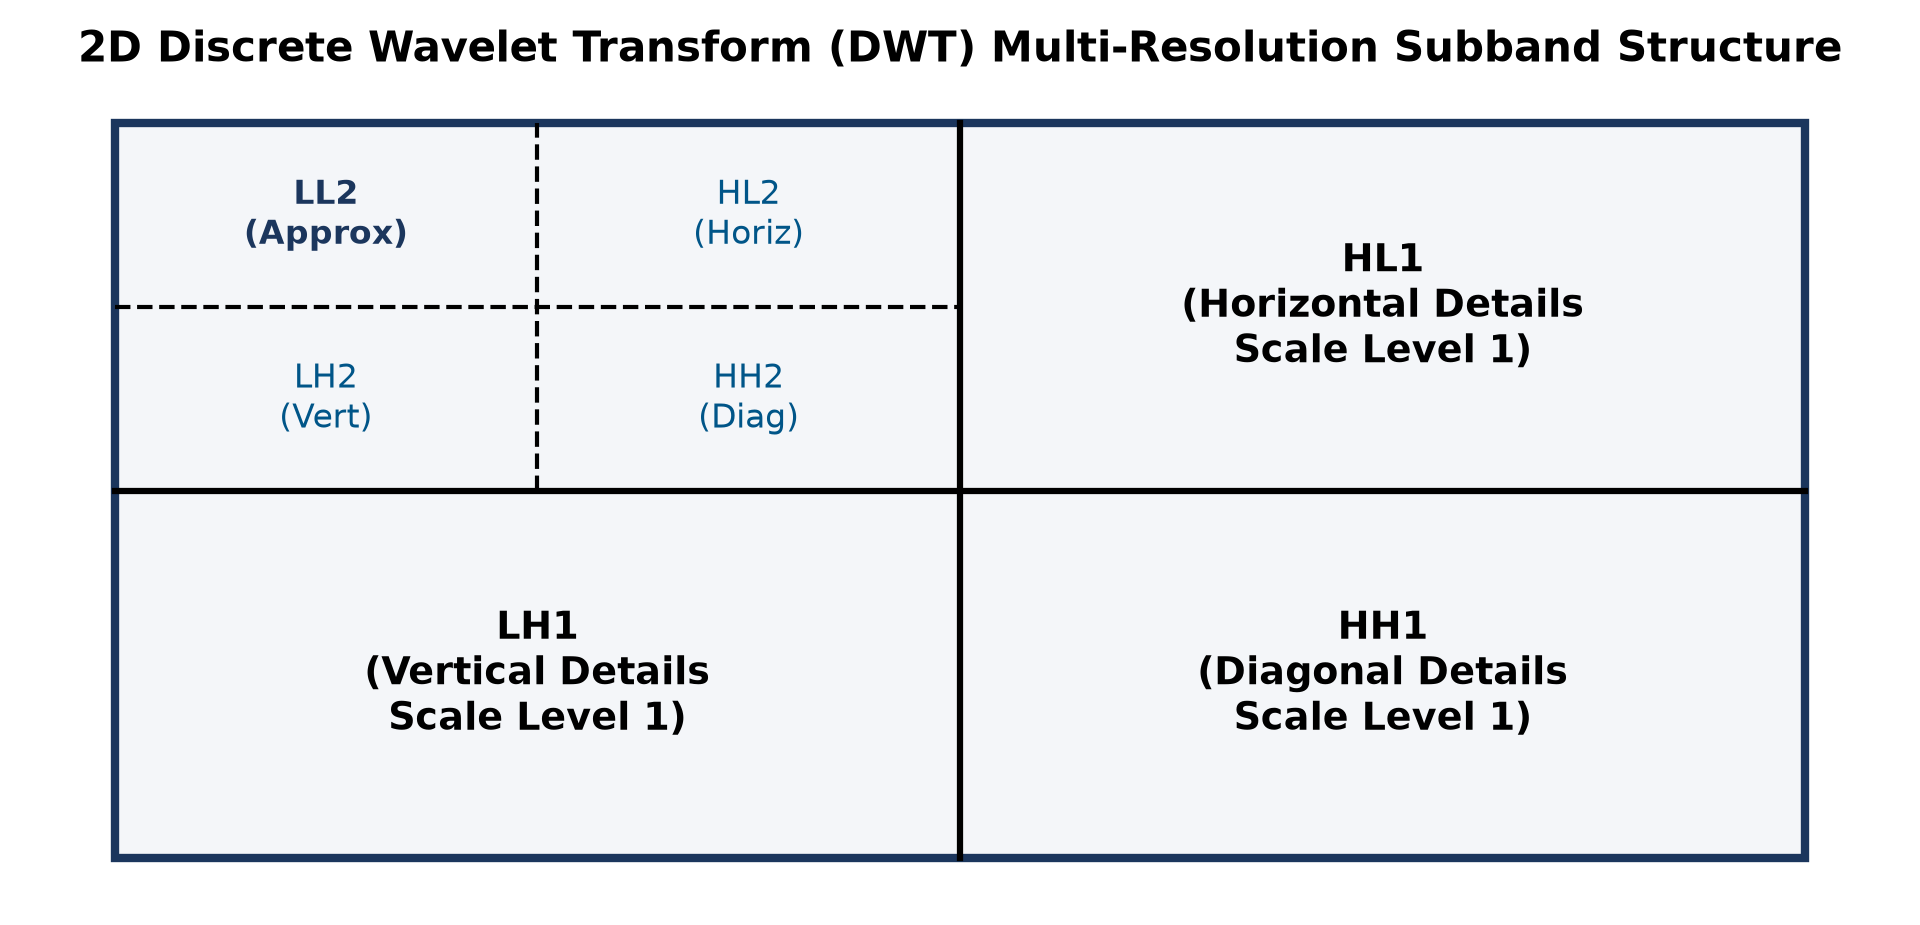 2D Discrete Wavelet Transform (DWT) Multi-Resolution Subband Structure
LL2
(Approx)
HL2
(Horiz)
LH2
(Vert)
HH2
(Diag)
HL1
(Horizontal Details
Scale Level 1)
LH1
(Vertical Details
Scale Level 1)
HH1
(Diagonal Details
Scale Level 1)